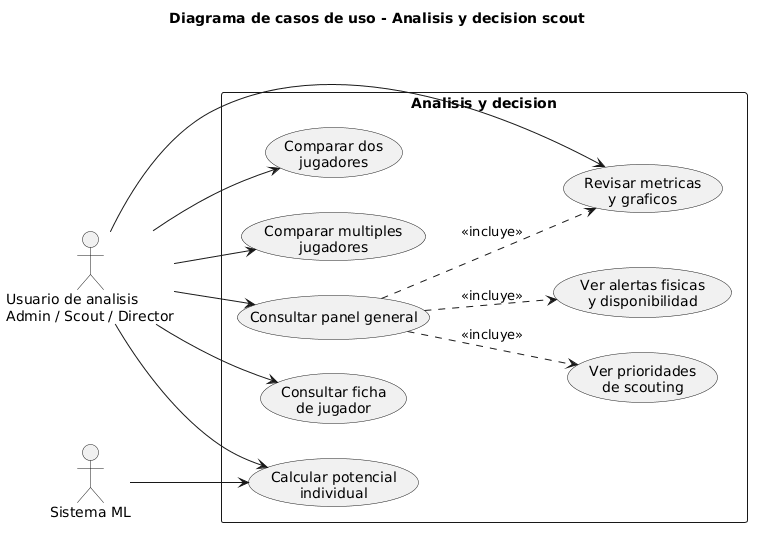 Diagrama de casos de uso - Analisis y decision scout
Analisis y decision
Comparar dos
jugadores
Revisar metricas
y graficos
Comparar multiples
jugadores
«incluye»
Ver alertas fisicas
y disponibilidad
«incluye»
Usuario de analisis
Admin / Scout / Director
Consultar panel general
«incluye»
Ver prioridades
de scouting
Consultar ficha
de jugador
Calcular potencial
individual
Sistema ML